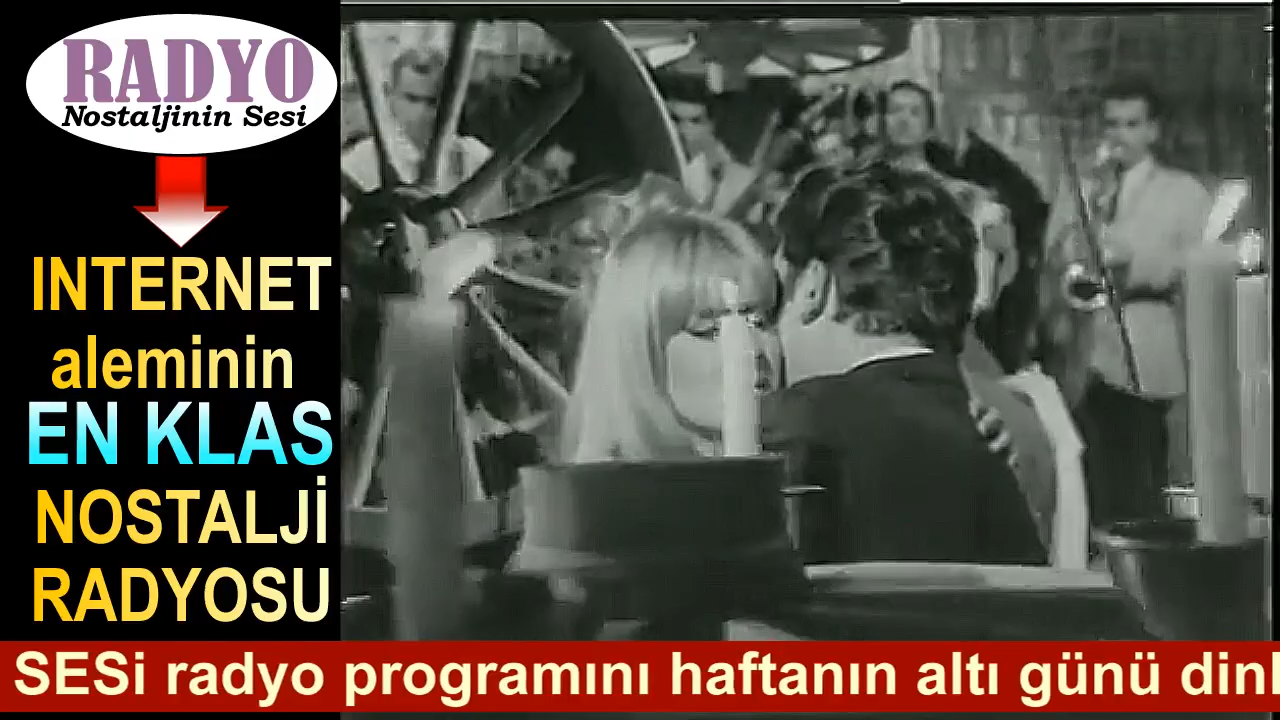 RADYO
Nostaljinin Sesi
INTERNET
aleminin
EN KLAS
NOSTALJİ
RADYOSU
SESi radyo programını haftanın altı günü